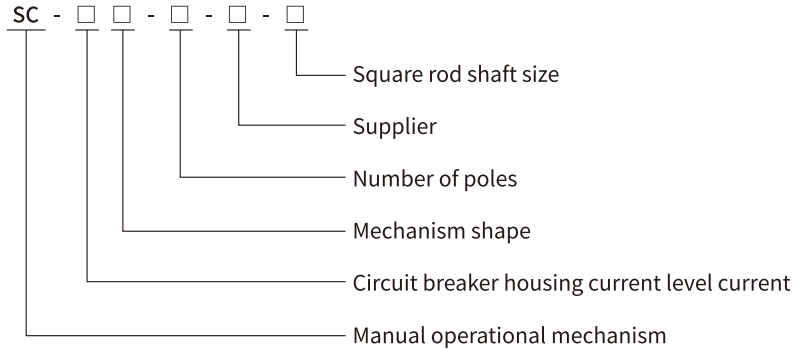 SC - □ □ - □ - □ - □
Square rod shaft size
Supplier
Number of poles
Mechanism shape
Circuit breaker housing current level current
Manual operational mechanism